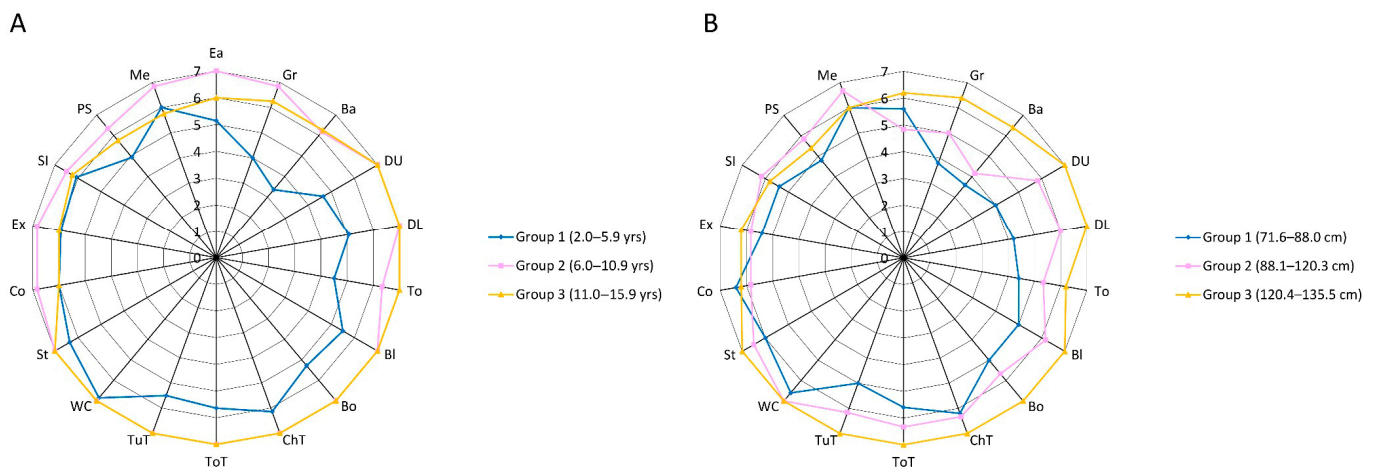 A
Ea
Gr
Ba
DU
DL
To
Bl
Bo
ChT
ToT
TuT
WC
St
Co
Ex
Sl
PS
Me
7
6
5
4
3
2
1
0
Group 1 (2.0–5.9 yrs)
Group 2 (6.0–10.9 yrs)
Group 3 (11.0–15.9 yrs)
B
Gr
Ba
DU
DL
To
Bl
Bo
ChT
ToT
TuT
WC
St
Co
Ex
Sl
PS
Me
7
6
5
4
3
2
1
0
Group 1 (71.6–88.0 cm)
Group 2 (88.1–120.3 cm)
Group 3 (120.4–135.5 cm)